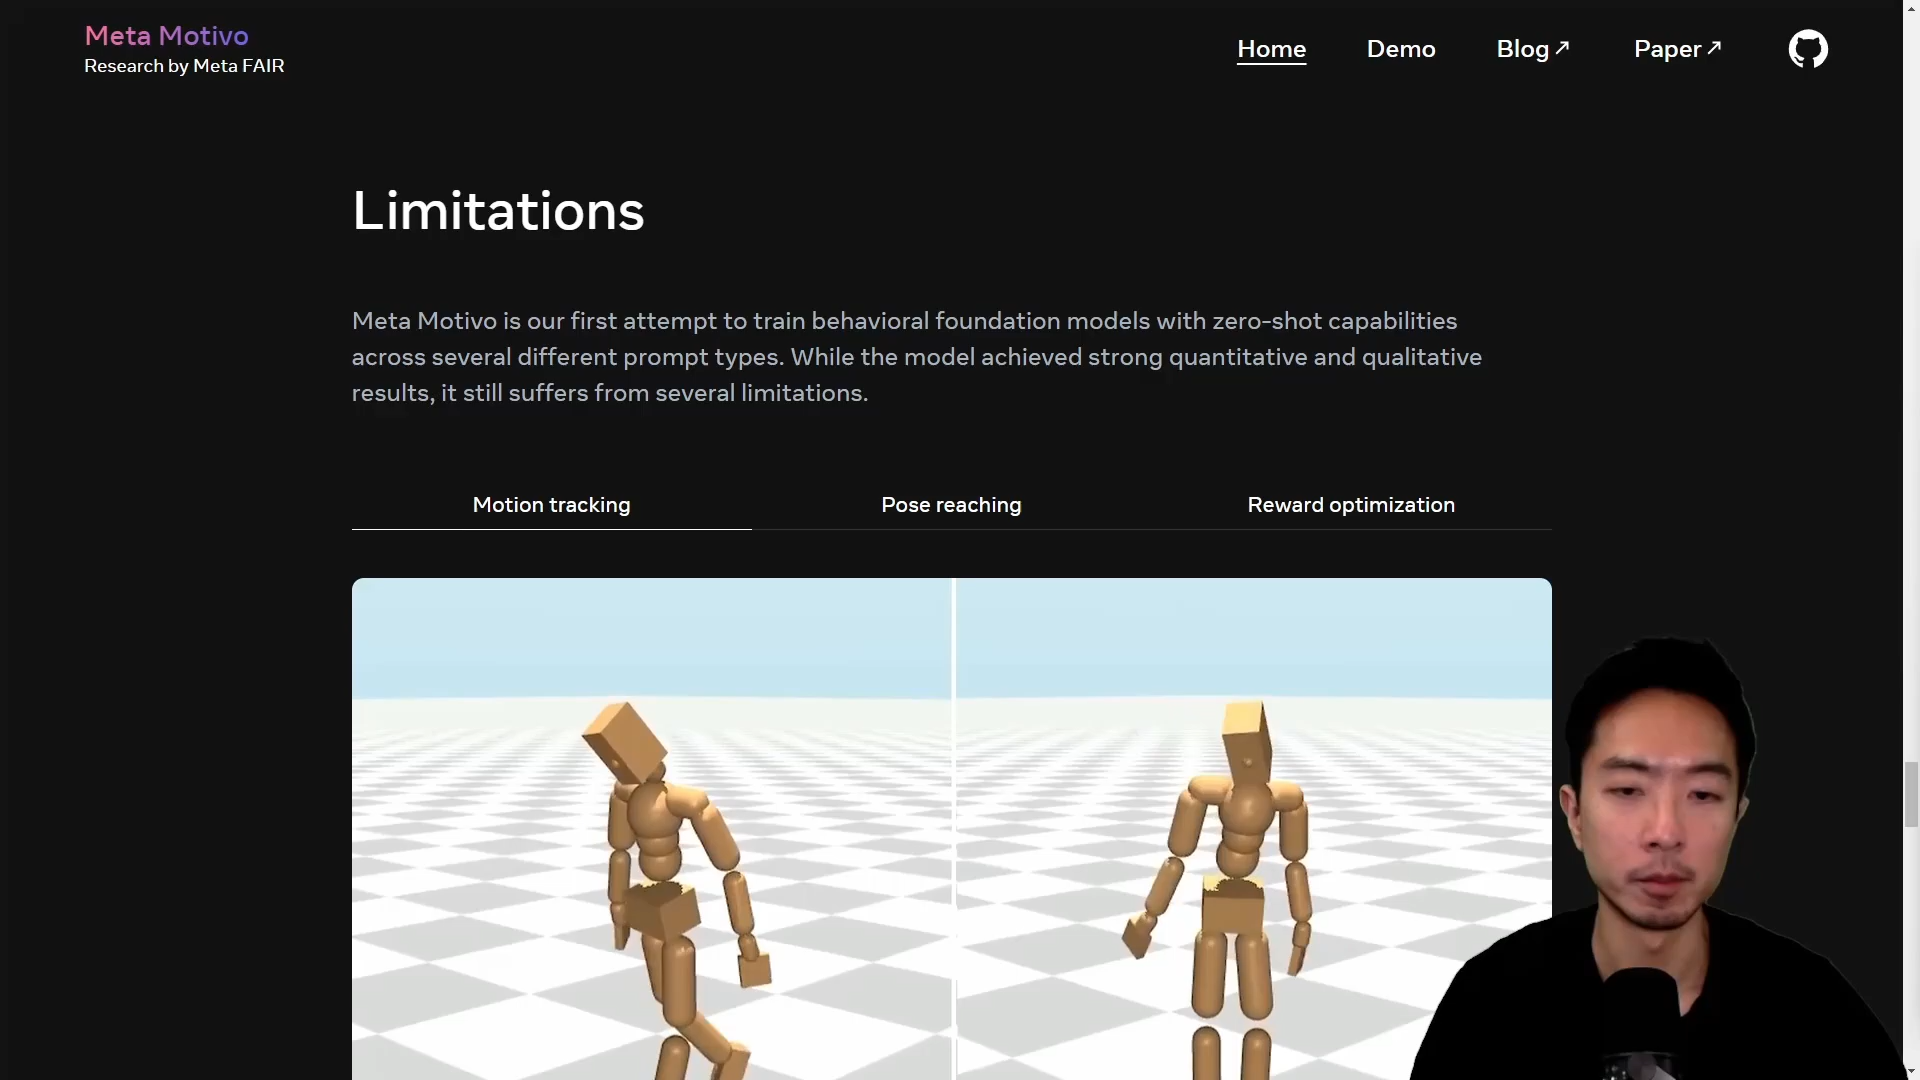 Meta Motivo
Research by Meta FAIR
Home
Demo
Blog
Paper
Limitations
Meta Motivo is our first attempt to train behavioral foundation models with zero-shot capabilities
across several different prompt types. While the model achieved strong quantitative and qualitative
results, it still suffers from several limitations.
Motion tracking
Pose reaching
Reward optimization